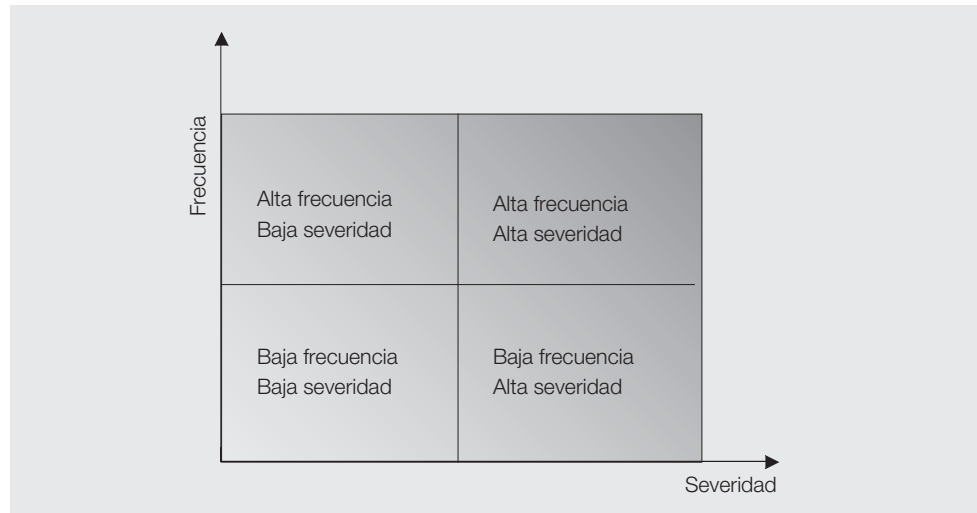 Frecuencia
Alta frecuencia
Baja severidad
Alta frecuencia
Alta severidad
Baja frecuencia
Baja severidad
Baja frecuencia
Alta severidad
Severidad